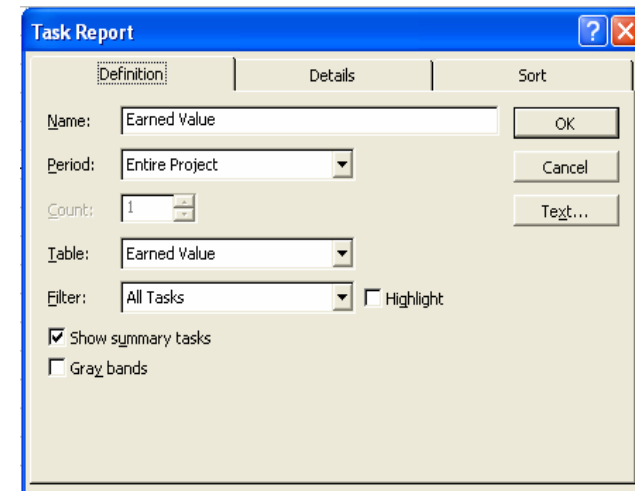 Task Report
Definition Details Sort
Name: Earned Value OK
Period: Entire Project Cancel
Count: 1 Text...
Table: Earned Value
Filter: All Tasks Highlight
Show summary tasks
Gray bands